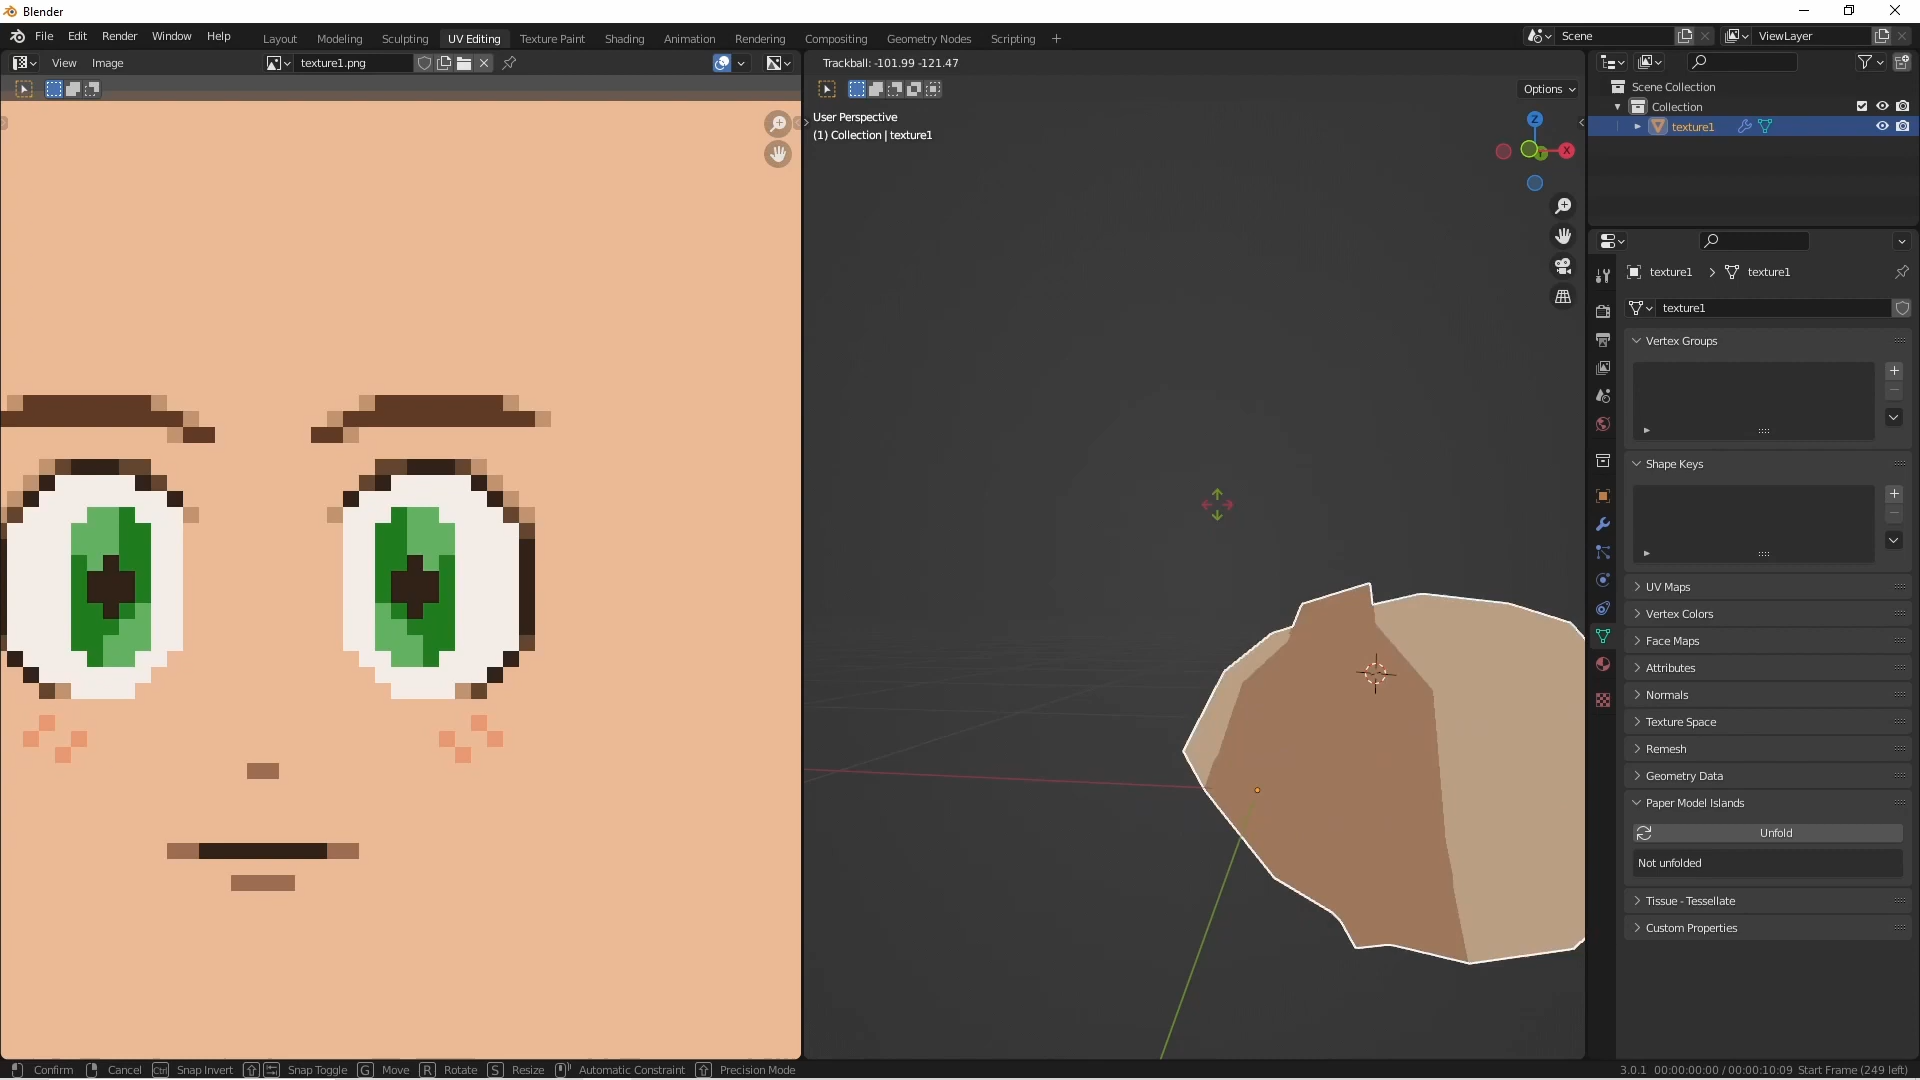 Blender
File Edit Render Window Help
Layout Modeling Sculpting UV Editing Texture Paint Shading Animation Rendering Compositing Geometry Nodes Scripting +
Scene
ViewLayer
View Image
texture1.png
Trackball: -101.99 -121.47
Options
User Perspective
(1) Collection | texture1
Z
Y
X
Scene Collection
Collection
texture1
texture1 > texture1
texture1
Vertex Groups
Shape Keys
UV Maps
Vertex Colors
Face Maps
Attributes
Normals
Texture Space
Remesh
Geometry Data
Paper Model Islands
Unfold
Not unfolded
Tissue - Tessellate
Custom Properties
Confirm Cancel Ctrl Snap Invert Snap Toggle G Move R Rotate S Resize Automatic Constraint Precision Mode
3.0.1 00:00:00:00 / 00:00:10:09 Start Frame (249 left)